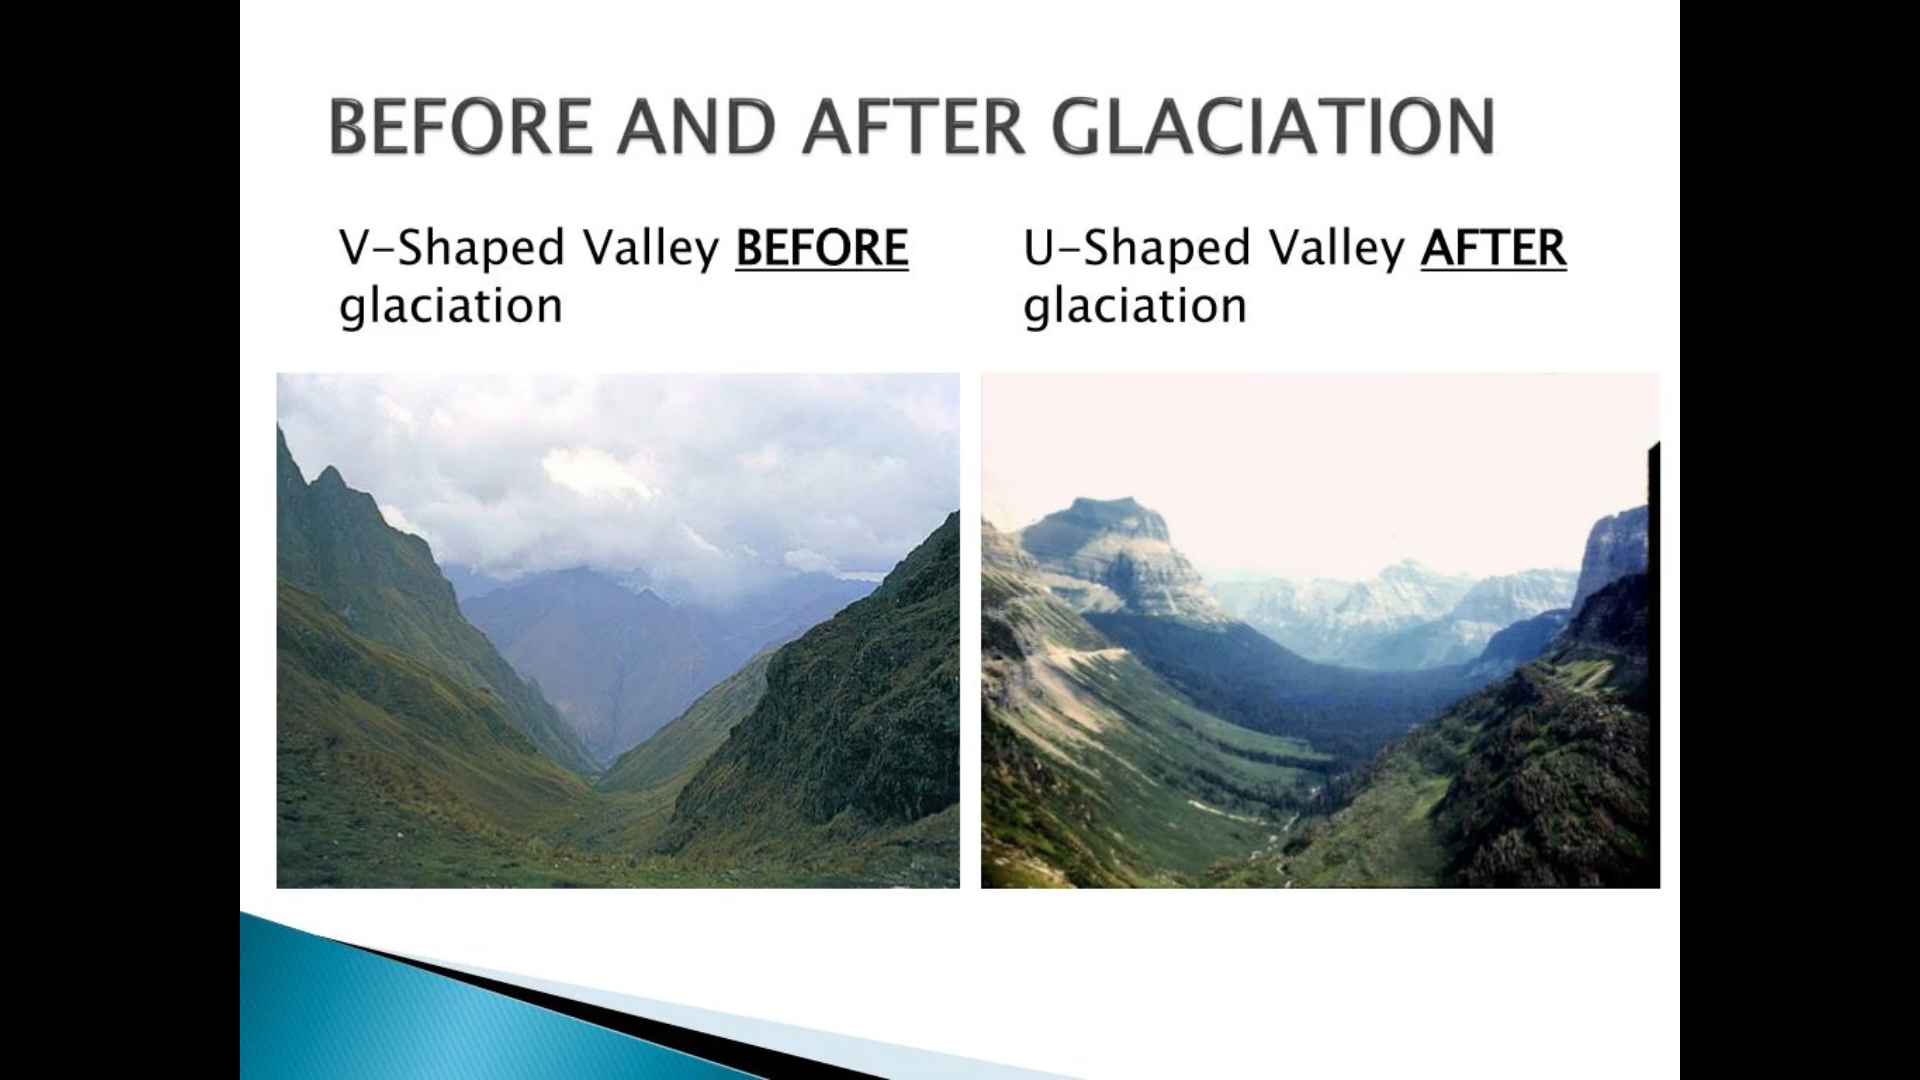 BEFORE AND AFTER GLACIATION
V-Shaped Valley BEFORE
glaciation
U-Shaped Valley AFTER
glaciation